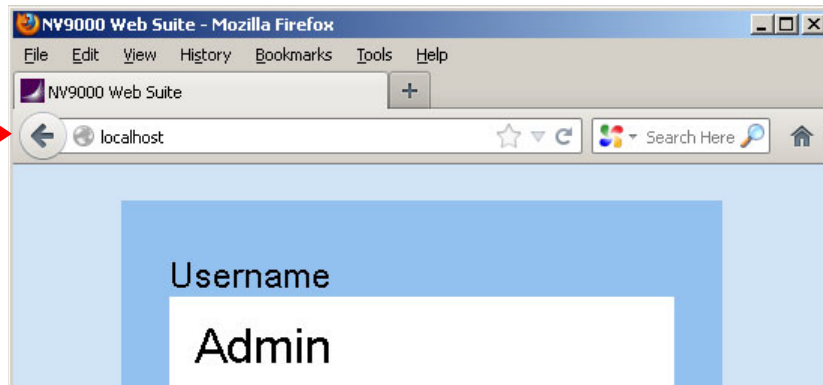 NV9000 Web Suite - Mozilla Firefox
File Edit View History Bookmarks Tools Help
NV9000 Web Suite +
localhost Search Here
Username
Admin